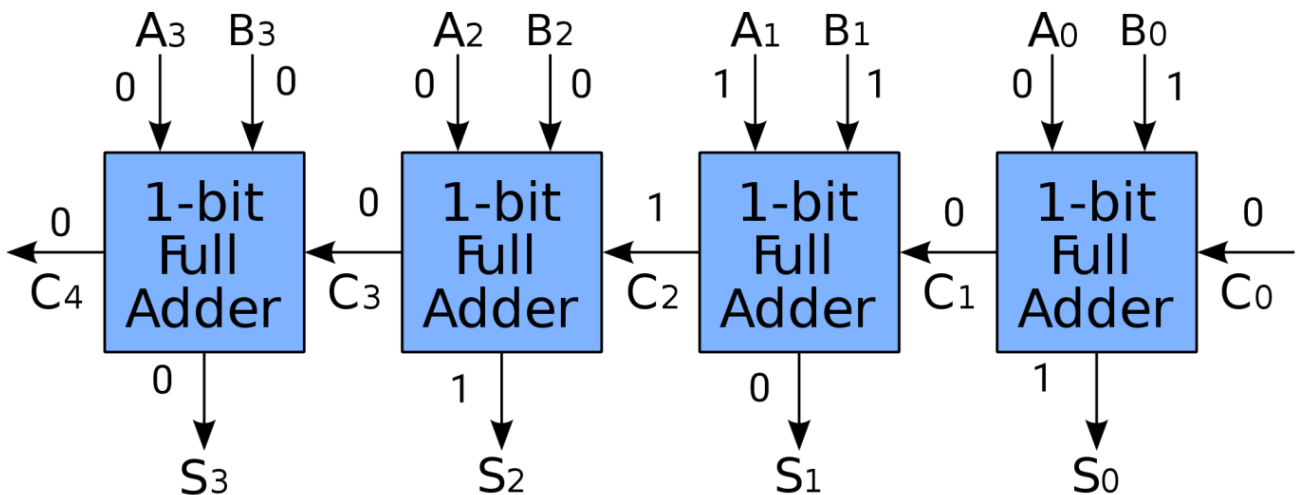 A3 B3 A2 B2 A1 B1 A0 B0
0 0 0 0 1 1 0 1
1-bit Full Adder
1-bit Full Adder
1-bit Full Adder
1-bit Full Adder
0 0 1 0 0
C4 C3 C2 C1 C0
0 1 0 1
S3 S2 S1 S0